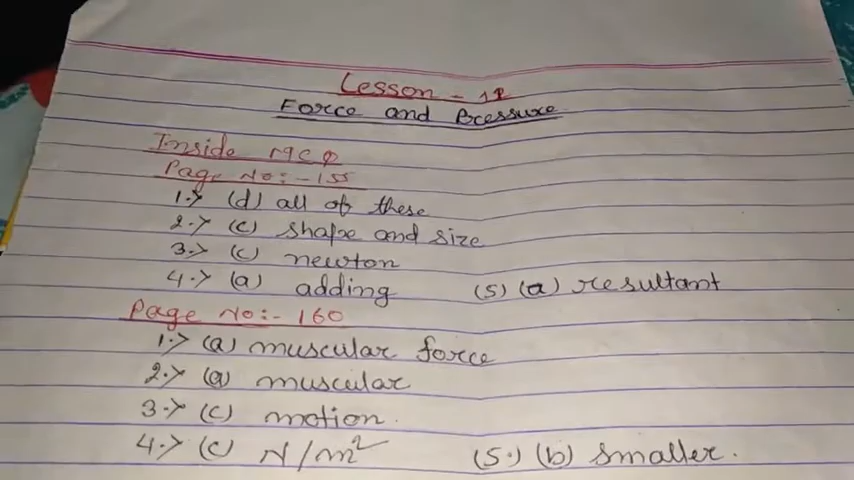 Lesson - 11
Force and Pressure
Inside MCQ
Page No:- 155
1.> (d) all of these
2.> (c) shape and size
3.> (c) newton
4.> (a) adding (5) (a) resultant
Page No:- 160
1.> (a) muscular force
2.> (a) muscular
3.> (c) motion.
4.> (c) N/m² (5.) (b) smaller.